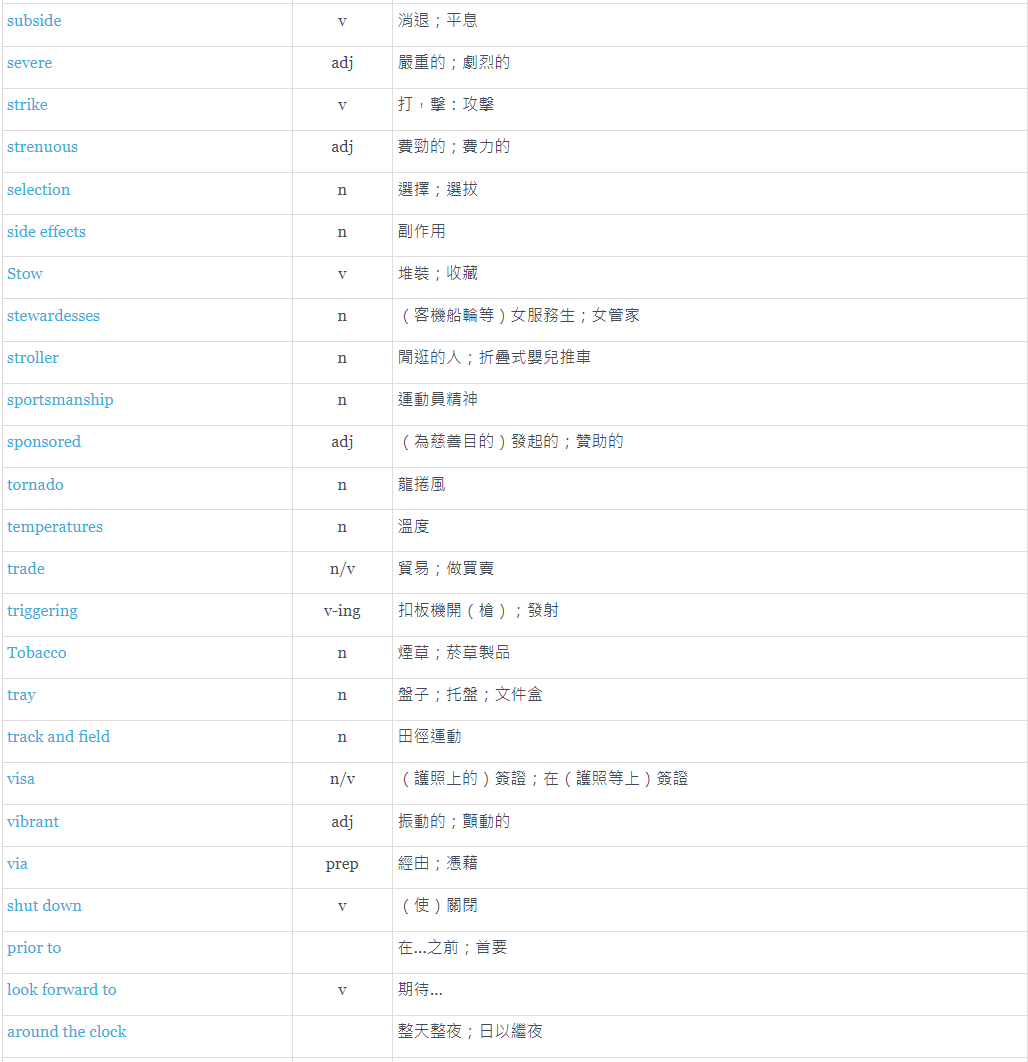 subside v 消退；平息
severe adj 嚴重的；劇烈的
strike v 打，擊：攻擊
strenuous adj 費勁的；費力的
selection n 選擇；選拔
side effects n 副作用
Stow v 堆裝；收藏
stewardesses n （客機船輪等）女服務生；女管家
stroller n 閒逛的人；折疊式嬰兒推車
sportsmanship n 運動員精神
sponsored adj （為慈善目的）發起的；贊助的
tornado n 龍捲風
temperatures n 溫度
trade n/v 貿易；做買賣
triggering v-ing 扣板機開（槍）；發射
Tobacco n 煙草；菸草製品
tray n 盤子；托盤；文件盒
track and field n 田徑運動
visa n/v （護照上的）簽證；在（護照等上）簽證
vibrant adj 振動的；顫動的
via prep 經由；憑藉
shut down v （使）關閉
prior to 在...之前；首要
look forward to v 期待...
around the clock 整天整夜；日以繼夜